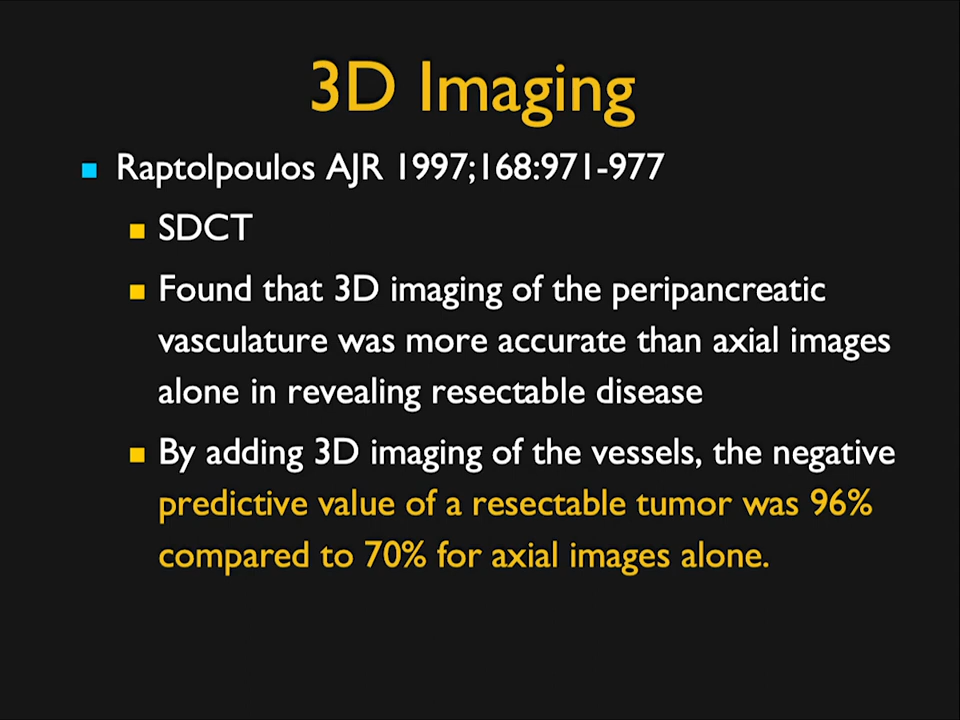 3D Imaging
Raptolpoulos AJR 1997;168:971-977
SDCT
Found that 3D imaging of the peripancreatic
vasculature was more accurate than axial images
alone in revealing resectable disease
By adding 3D imaging of the vessels, the negative
predictive value of a resectable tumor was 96%
compared to 70% for axial images alone.